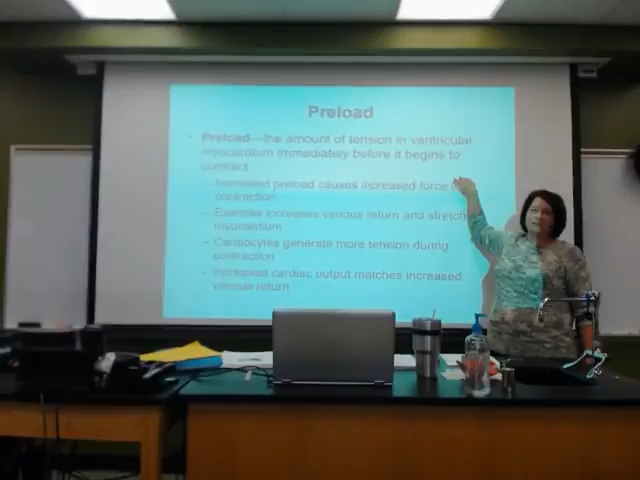 Preload
• Preload—the amount of tension in ventricular
myocardium immediately before it begins to
contract
– Increased preload causes increased force
contraction
– Exercise increases venous return and stretch
myocardium
– Cardiocytes generate more tension during
contraction
– Increased cardiac output matches increased
venous return